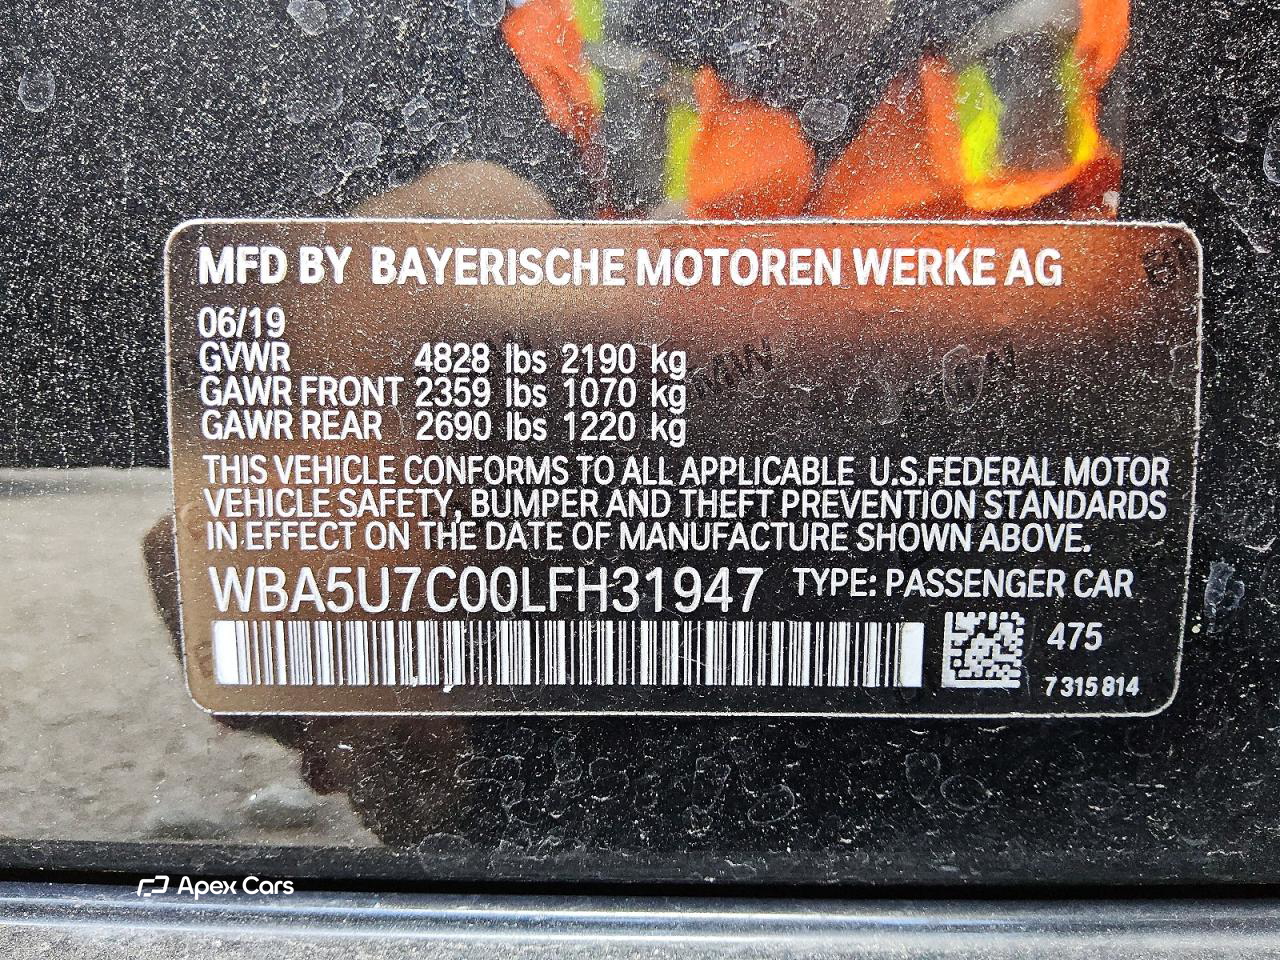 MFD BY BAYERISCHE MOTOREN WERKE AG
06/19
GVWR 4828 lbs 2190 kg
GAWR FRONT 2359 lbs 1070 kg
GAWR REAR 2690 lbs 1220 kg
THIS VEHICLE CONFORMS TO ALL APPLICABLE U.S.FEDERAL MOTOR
VEHICLE SAFETY, BUMPER AND THEFT PREVENTION STANDARDS
IN EFFECT ON THE DATE OF MANUFACTURE SHOWN ABOVE.
WBA5U7C00LFH31947 TYPE: PASSENGER CAR
475
7 315 814
Apex Cars